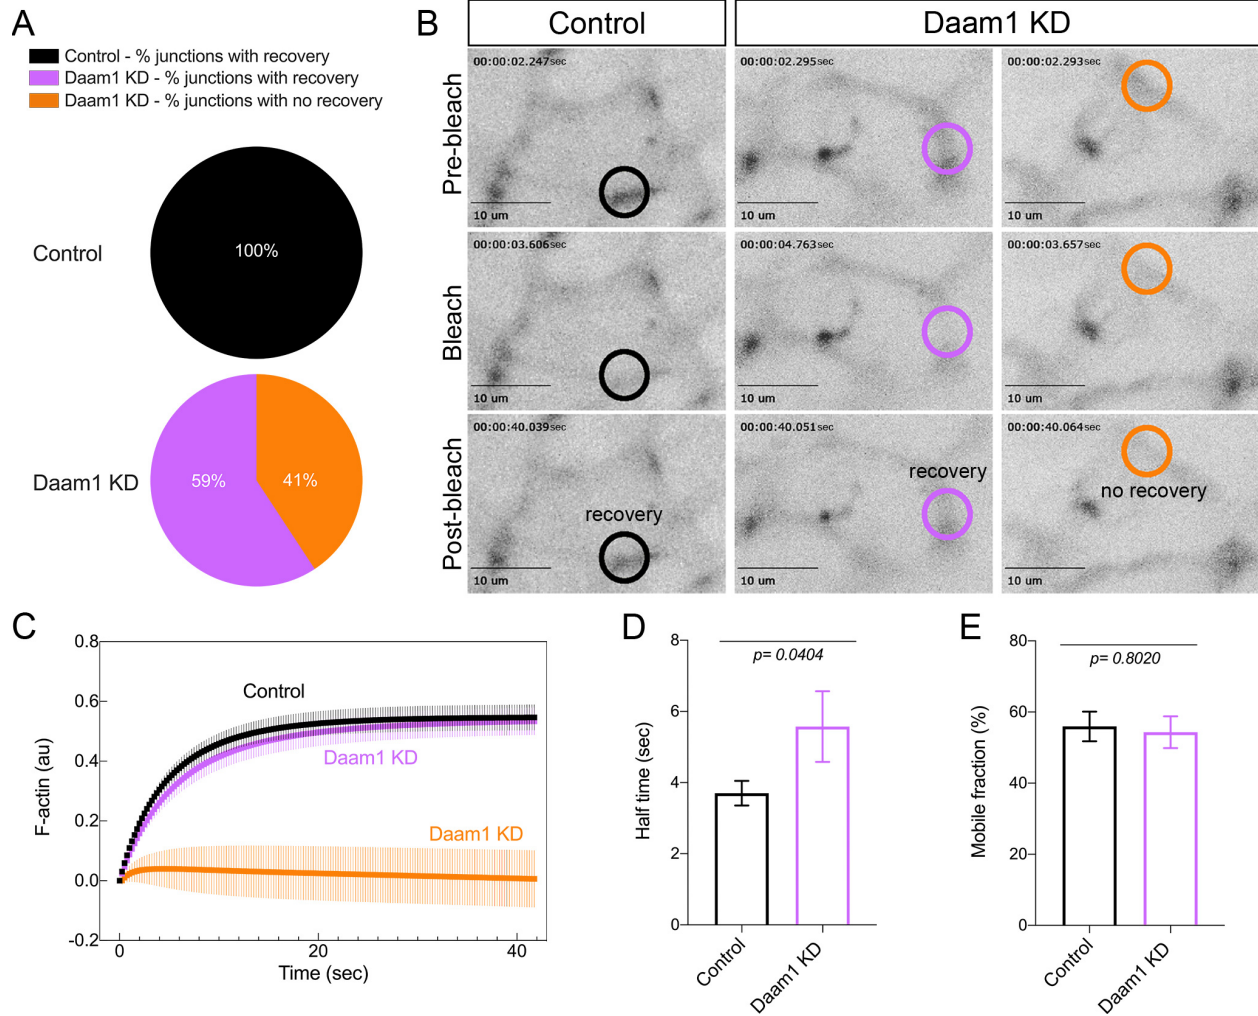 A
Control - % junctions with recovery
Daam1 KD - % junctions with recovery
Daam1 KD - % junctions with no recovery
Control
100%
Daam1 KD
59%
41%
B
Control
Daam1 KD
Pre-bleach
00:00:02.247sec
10 um
00:00:02.295sec
10 um
00:00:02.293sec
10 um
Bleach
00:00:03.606sec
10 um
00:00:04.763sec
10 um
00:00:03.657sec
10 um
Post-bleach
00:00:40.039sec
recovery
10 um
00:00:40.051sec
recovery
10 um
00:00:40.064sec
no recovery
10 um
C
F-actin (au)
0.8
0.6
0.4
0.2
0.0
-0.2
Control
Daam1 KD
Daam1 KD
0
20
40
Time (sec)
D
Half time (sec)
8
6
4
2
0
p= 0.0404
Control
Daam1 KD
E
Mobile fraction (%)
80
60
40
20
0
p= 0.8020
Control
Daam1 KD